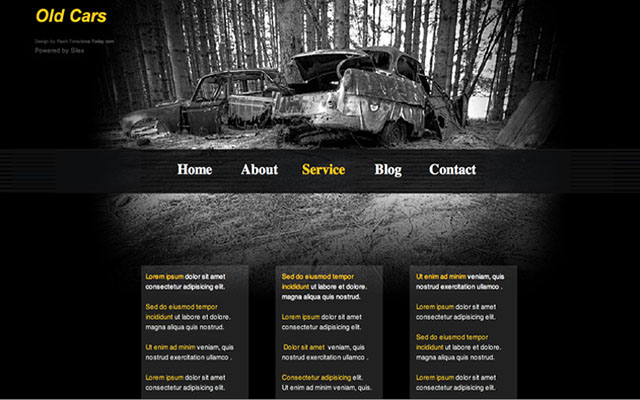 Old Cars
Design by Flash-Templates-Today.com
Powered by Silex
Home About Service Blog Contact
Lorem ipsum dolor sit amet
consectetur adipisicing elit.
Sed do eiusmod tempor
incididunt ut labore et dolore.
magna aliqua quis nostrud.
Ut enim ad minim veniam, quis
nostrud exercitation ullamco .
Lorem ipsum dolor sit amet
consectetur adipisicing elit.
Sed do eiusmod tempor
incididunt ut labore et dolore.
magna aliqua quis nostrud.
Lorem ipsum dolor sit amet
consectetur adipisicing elit.
Dolor sit amet veniam, quis
nostrud exercitation ullamco .
Consectetur adipisicing elit.
Ut enim ad minim veniam, quis.
Ut enim ad minim veniam, quis
nostrud exercitation ullamco .
Lorem ipsum dolor sit amet
consectetur adipisicing elit.
Sed do eiusmod tempor
incididunt ut labore et dolore.
magna aliqua quis nostrud.
Lorem ipsum dolor sit amet
consectetur adipisicing elit.